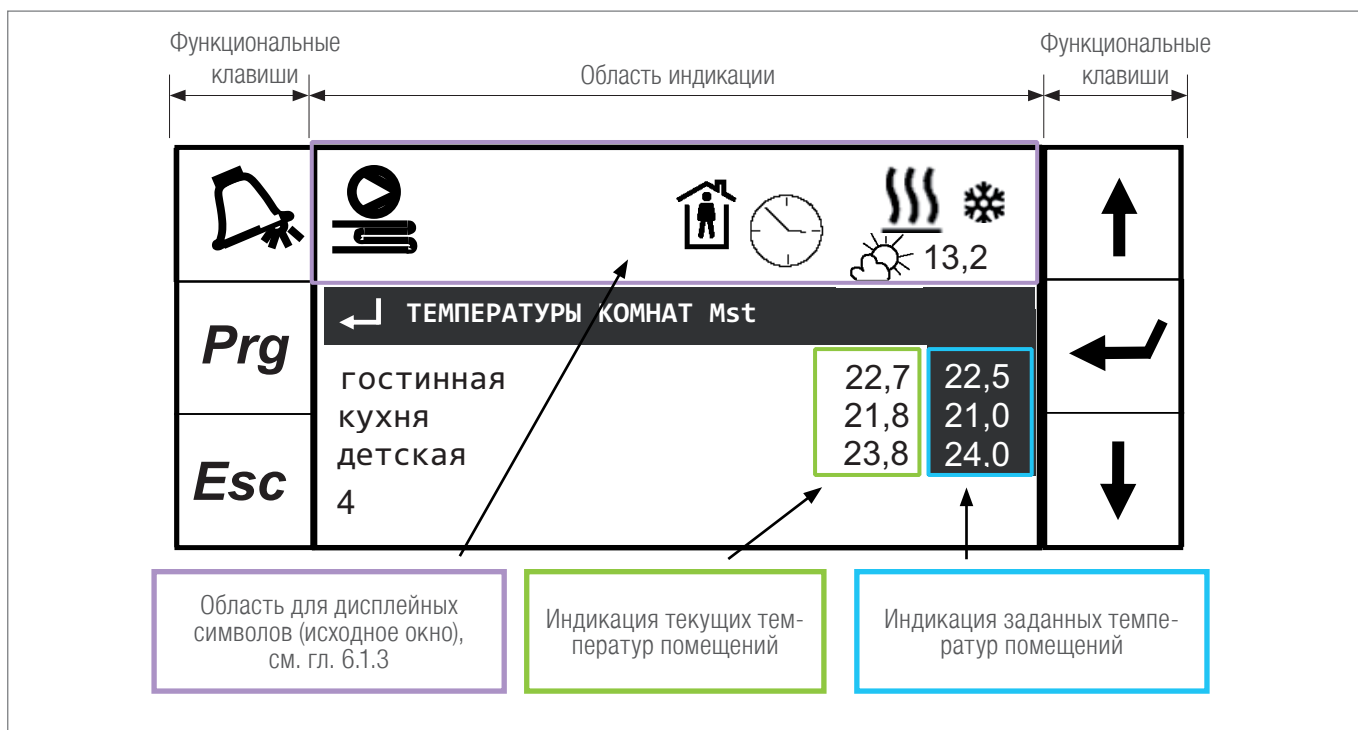 Функциональные
клавиши
Область индикации
Функциональные
клавиши
13,2
Prg
Esc
ТЕМПЕРАТУРЫ КОМНАТ Mst
гостинная 22,7 22,5
кухня 21,8 21,0
детская 23,8 24,0
4
Область для дисплейных
символов (исходное окно),
см. гл. 6.1.3
Индикация текущих тем-
ператур помещений
Индикация заданных темпе-
ратур помещений